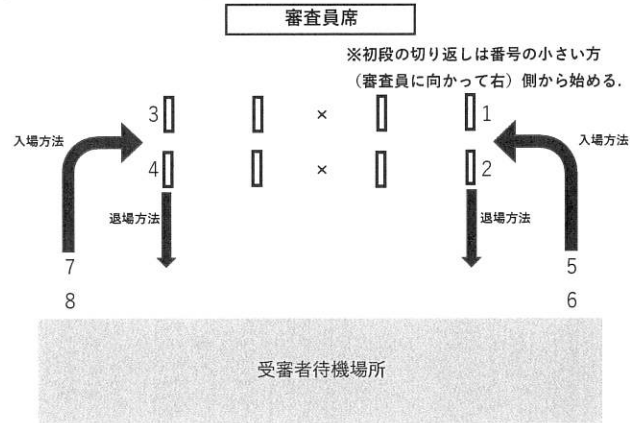 審査員席
※初段の切り返しは番号の小さい方
（審査員に向かって右）側から始める.
3 × 1
入場方法 入場方法
4 × 2
退場方法 退場方法
7 5
8 6
受審者待機場所